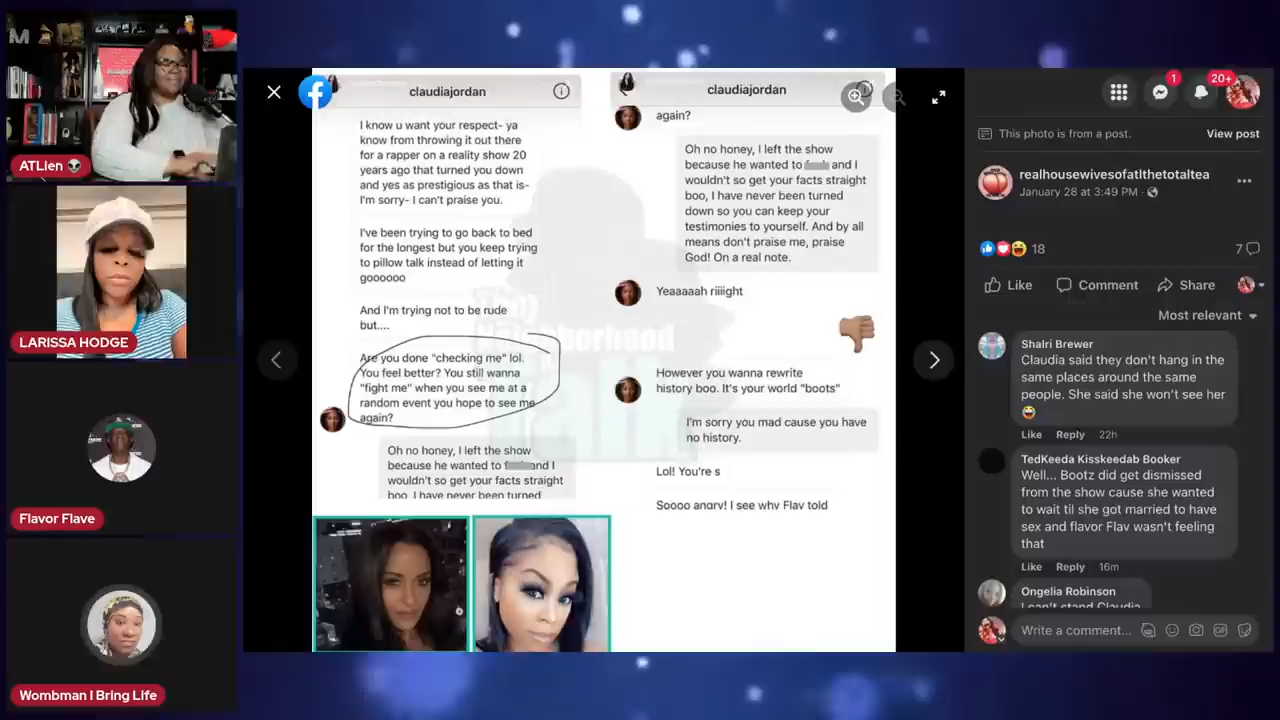 ATLien 👽
LARISSA HODGE
Flavor Flave
Wombman I Bring Life
claudiajordan
I know u want your respect- ya
know from throwing it out there
for a rapper on a reality show 20
years ago that turned you down
and yes as prestigious as that is-
I'm sorry- I can't praise you.
I've been trying to go back to bed
for the longest but you keep trying
to pillow talk instead of letting it
goooooo
And I'm trying not to be rude
but....
Are you done "checking me" lol.
You feel better? You still wanna
"fight me" when you see me at a
random event you hope to see me
again?
Oh no honey, I left the show
because he wanted to and I
wouldn't so get your facts straight
boo, I have never been turned
claudiajordan
again?
Oh no honey, I left the show
because he wanted to and I
wouldn't so get your facts straight
boo, I have never been turned
down so you can keep your
testimonies to yourself. And by all
means don't praise me, praise
God! On a real note.
Yeaaaaah riiiight
However you wanna rewrite
history boo. It's your world "boots"
I'm sorry you mad cause you have
no history.
Lol! You're s
Soooo angry! I see why Flav told
Neighborhood
1
20+
This photo is from a post.
View post
realhousewivesofatlthetotaltea
January 28 at 3:49 PM ·
18
7
Like
Comment
Share
Most relevant
Shalri Brewer
Claudia said they don't hang in
the same places around the same
people. She said she won't see her
😆
Like Reply 22h
TedKeeda Kisskeedab Booker
Well... Bootz did get dismissed
from the show cause she wanted
to wait til she got married to have
sex and flavor Flav wasn't feeling
that
Like Reply 16m
Ongelia Robinson
I can't stand Claudia
Write a comment...